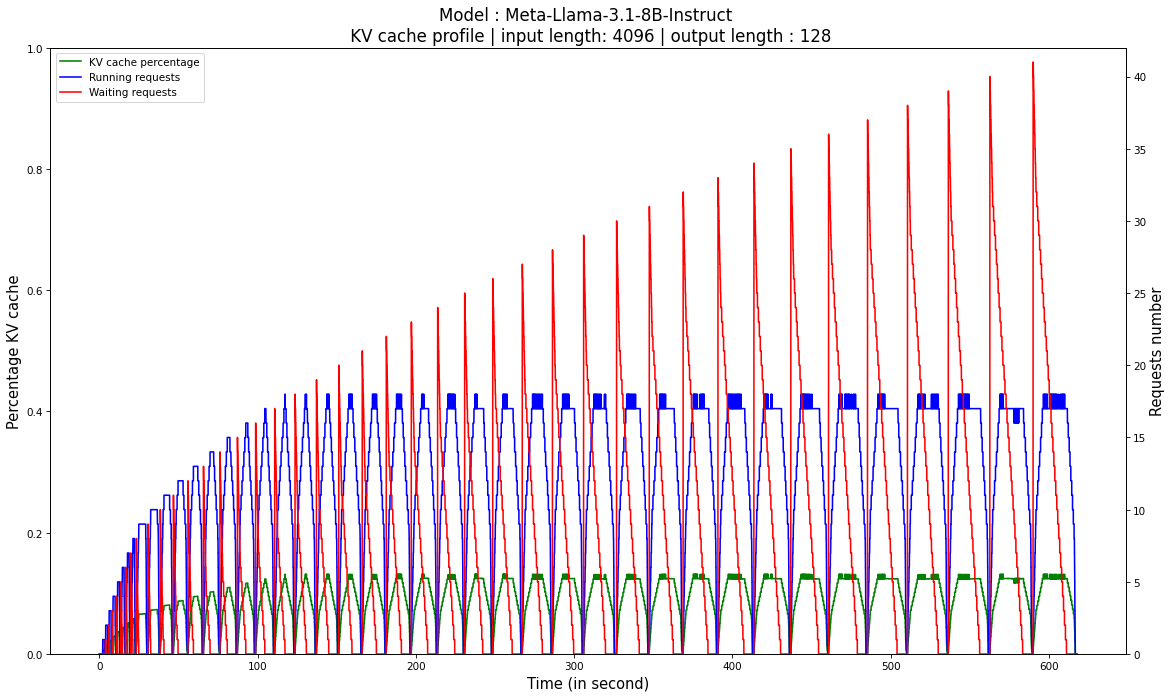 Model : Meta-Llama-3.1-8B-Instruct
KV cache profile | input length: 4096 | output length : 128
KV cache percentage
Running requests
Waiting requests
Percentage KV cache
1.0
0.8
0.6
0.4
0.2
0.0
40
35
30
25
20
15
10
5
0
Requests number
0
100
200
300
400
500
600
Time (in second)